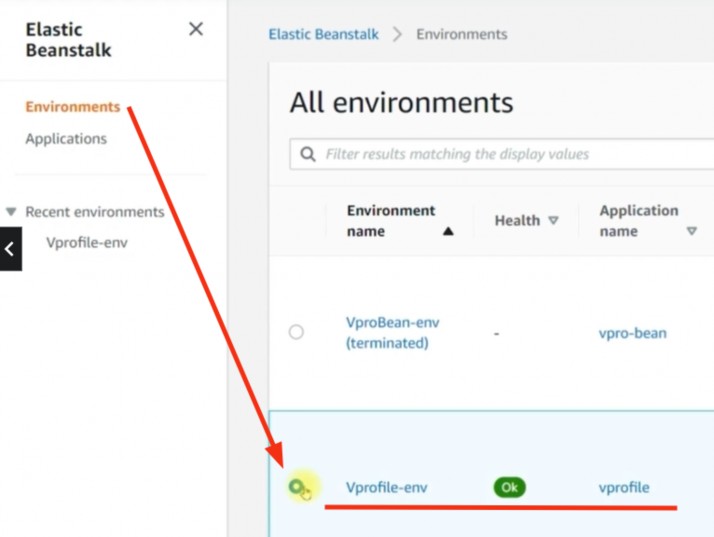 Elastic
Beanstalk
Environments
Applications
Recent environments
Vprofile-env
Elastic Beanstalk > Environments
All environments
Filter results matching the display values
Environment
name
Health
Application
name
VproBean-env
(terminated)
-
vpro-bean
Vprofile-env
Ok
vprofile